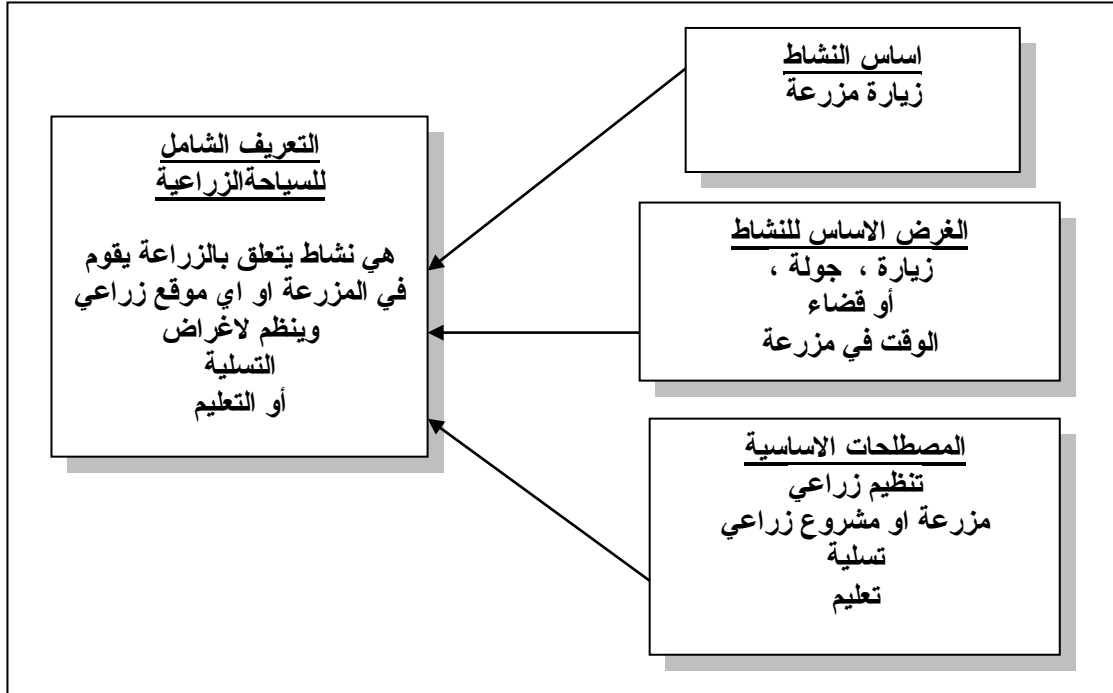 اساس النشاط
زيارة مزرعة
التعريف الشامل
للسياحةالزراعية
هي نشاط يتعلق بالزراعة يقوم
في المزرعة او اي موقع زراعي
وينظم لاغراض
التسلية
أو التعليم
الغرض الاساس للنشاط
زيارة ، جولة ،
أو قضاء
الوقت في مزرعة
المصطلحات الاساسية
تنظيم زراعي
مزرعة او مشروع زراعي
تسلية
تعليم